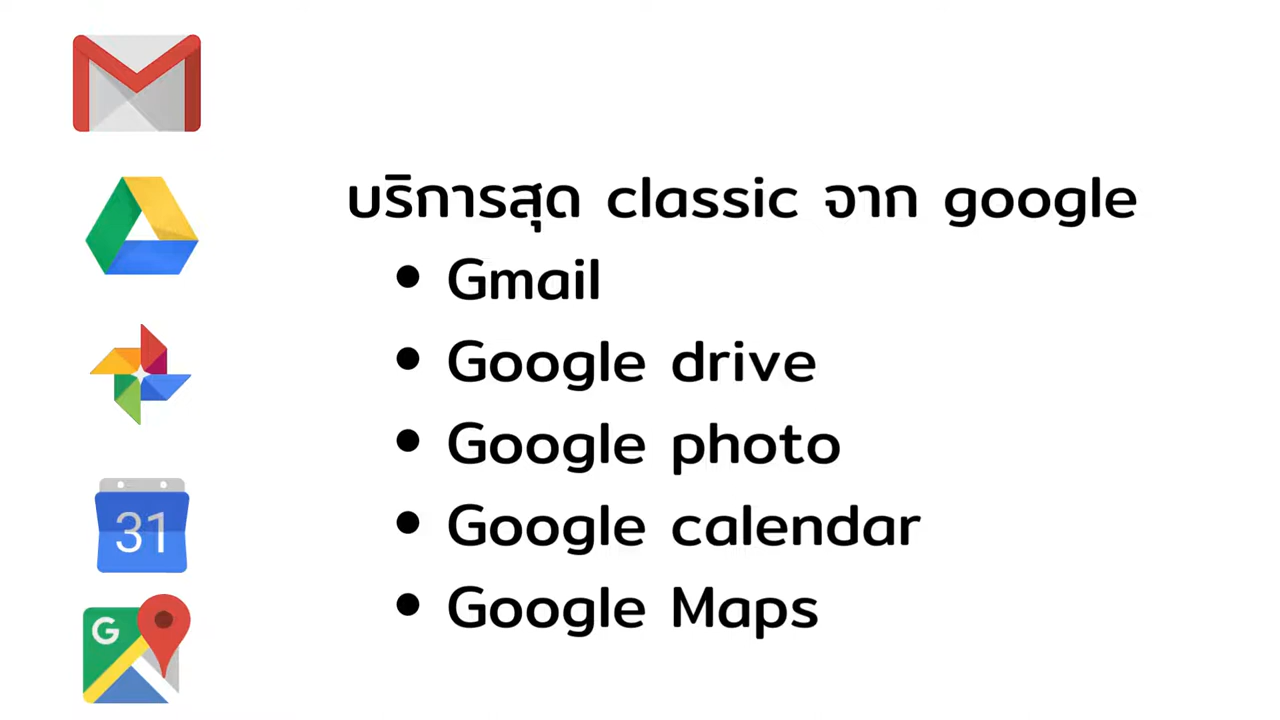 บริการสุด classic จาก google
• Gmail
• Google drive
• Google photo
• Google calendar
31
• Google Maps
G